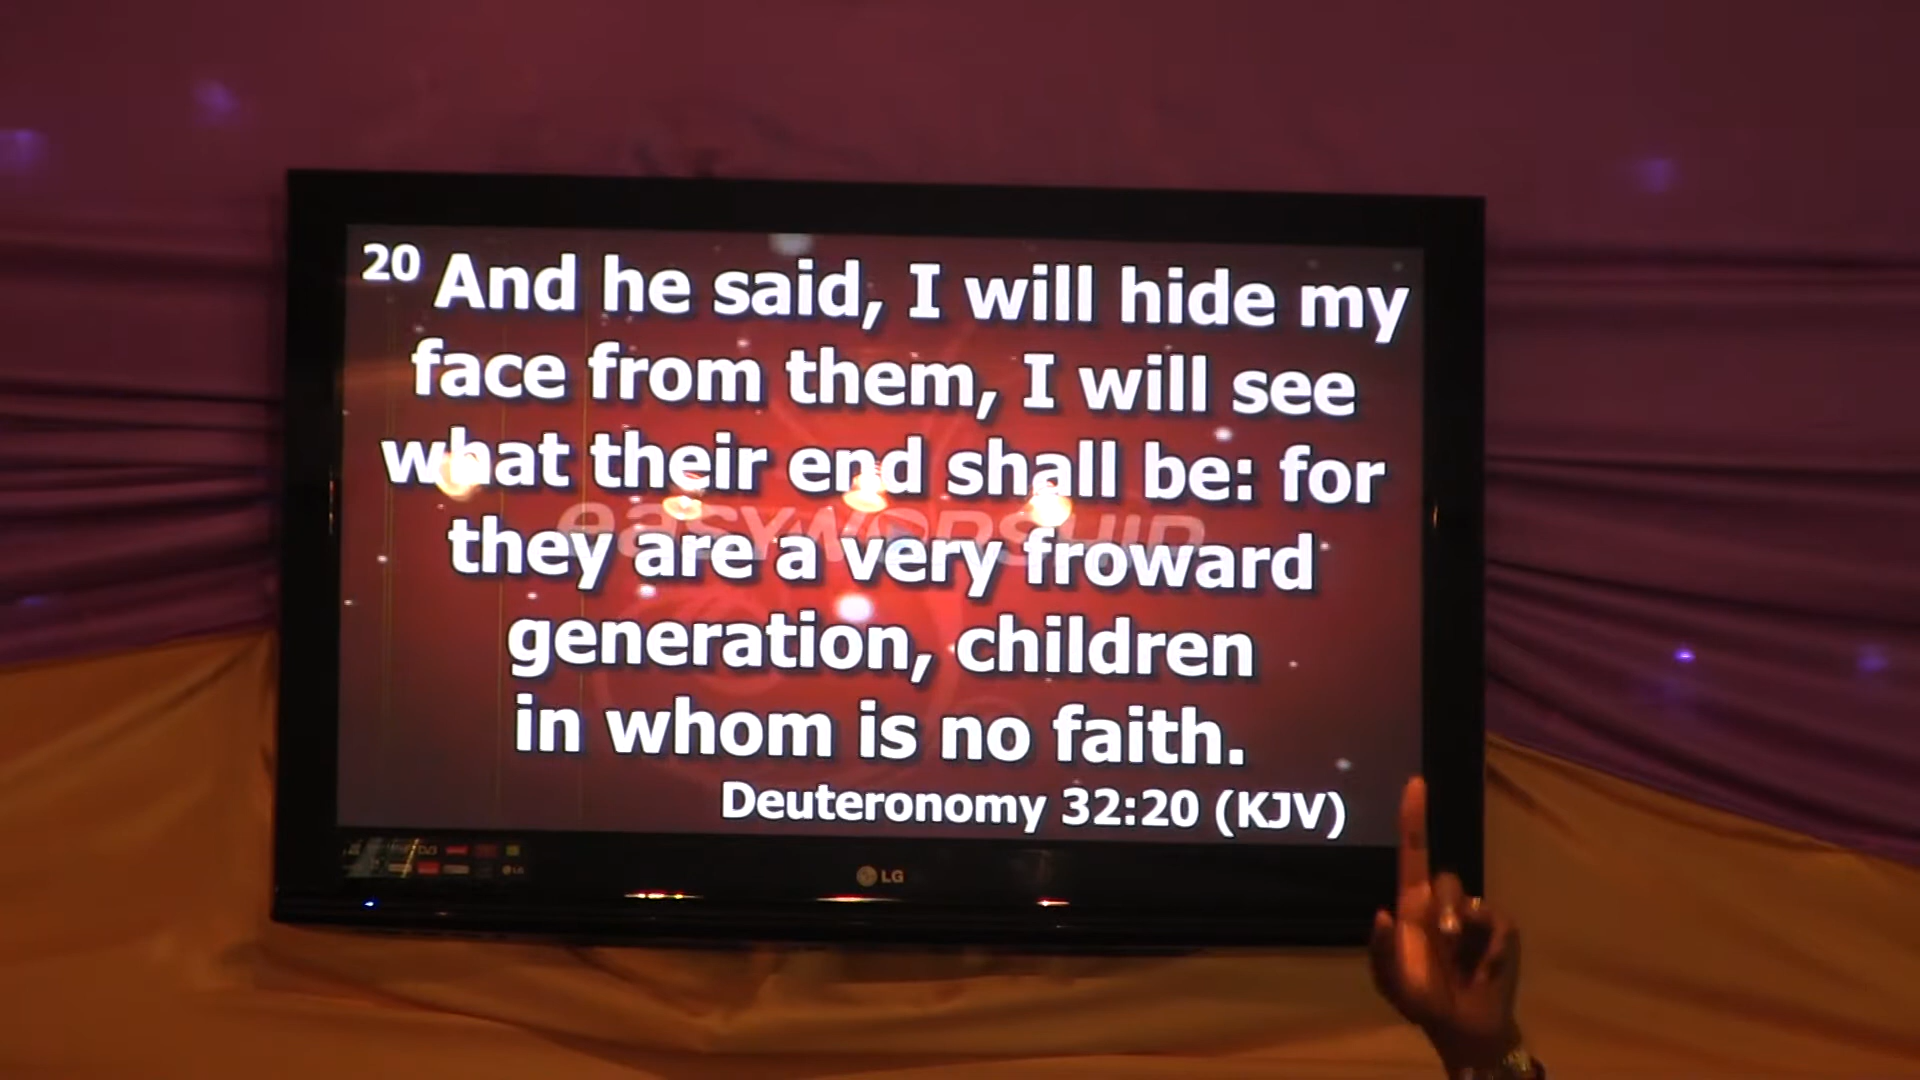 20 And he said, I will hide my
face from them, I will see
what their end shall be: for
they are a very froward
generation, children
in whom is no faith.
Deuteronomy 32:20 (KJV)
easyworship
LG